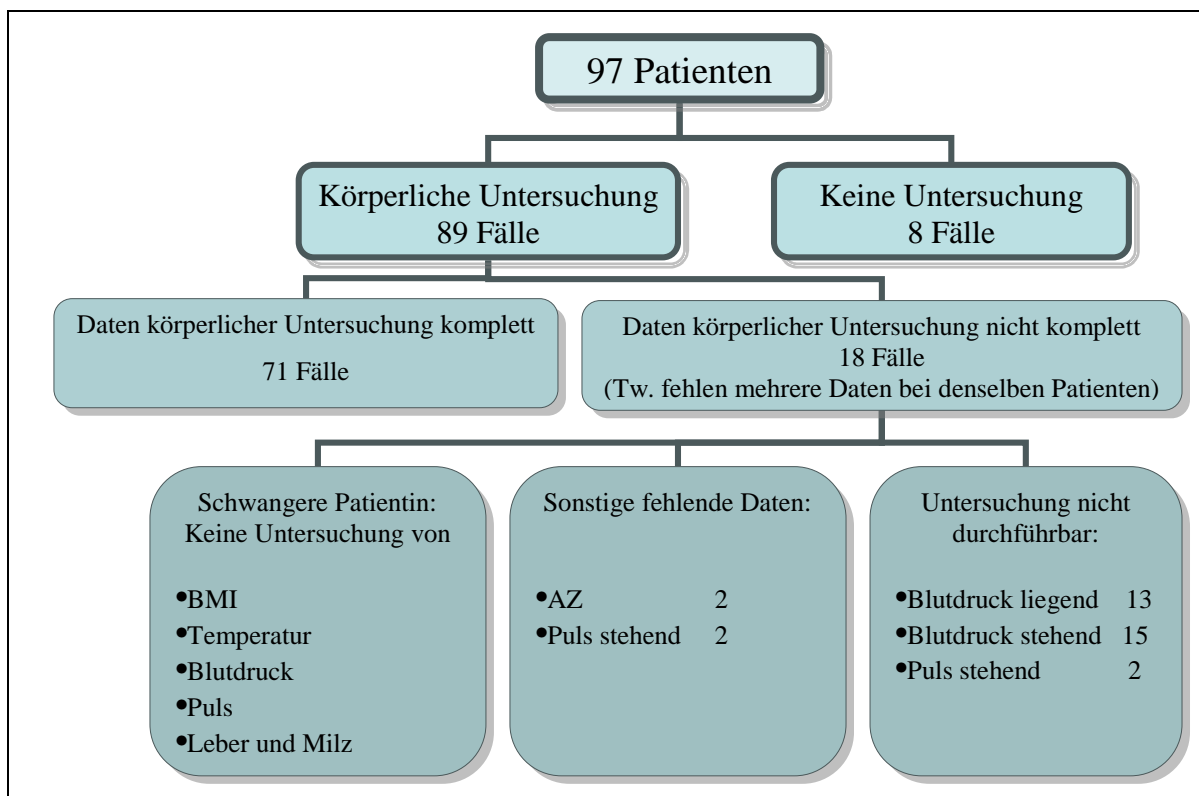 97 Patienten
Körperliche Untersuchung
89 Fälle
Keine Untersuchung
8 Fälle
Daten körperlicher Untersuchung komplett
71 Fälle
Daten körperlicher Untersuchung nicht komplett
18 Fälle
(Tw. fehlen mehrere Daten bei denselben Patienten)
Schwangere Patientin:
Keine Untersuchung von
•BMI
•Temperatur
•Blutdruck
•Puls
•Leber und Milz
Sonstige fehlende Daten:
•AZ 2
•Puls stehend 2
Untersuchung nicht
durchführbar:
•Blutdruck liegend 13
•Blutdruck stehend 15
•Puls stehend 2